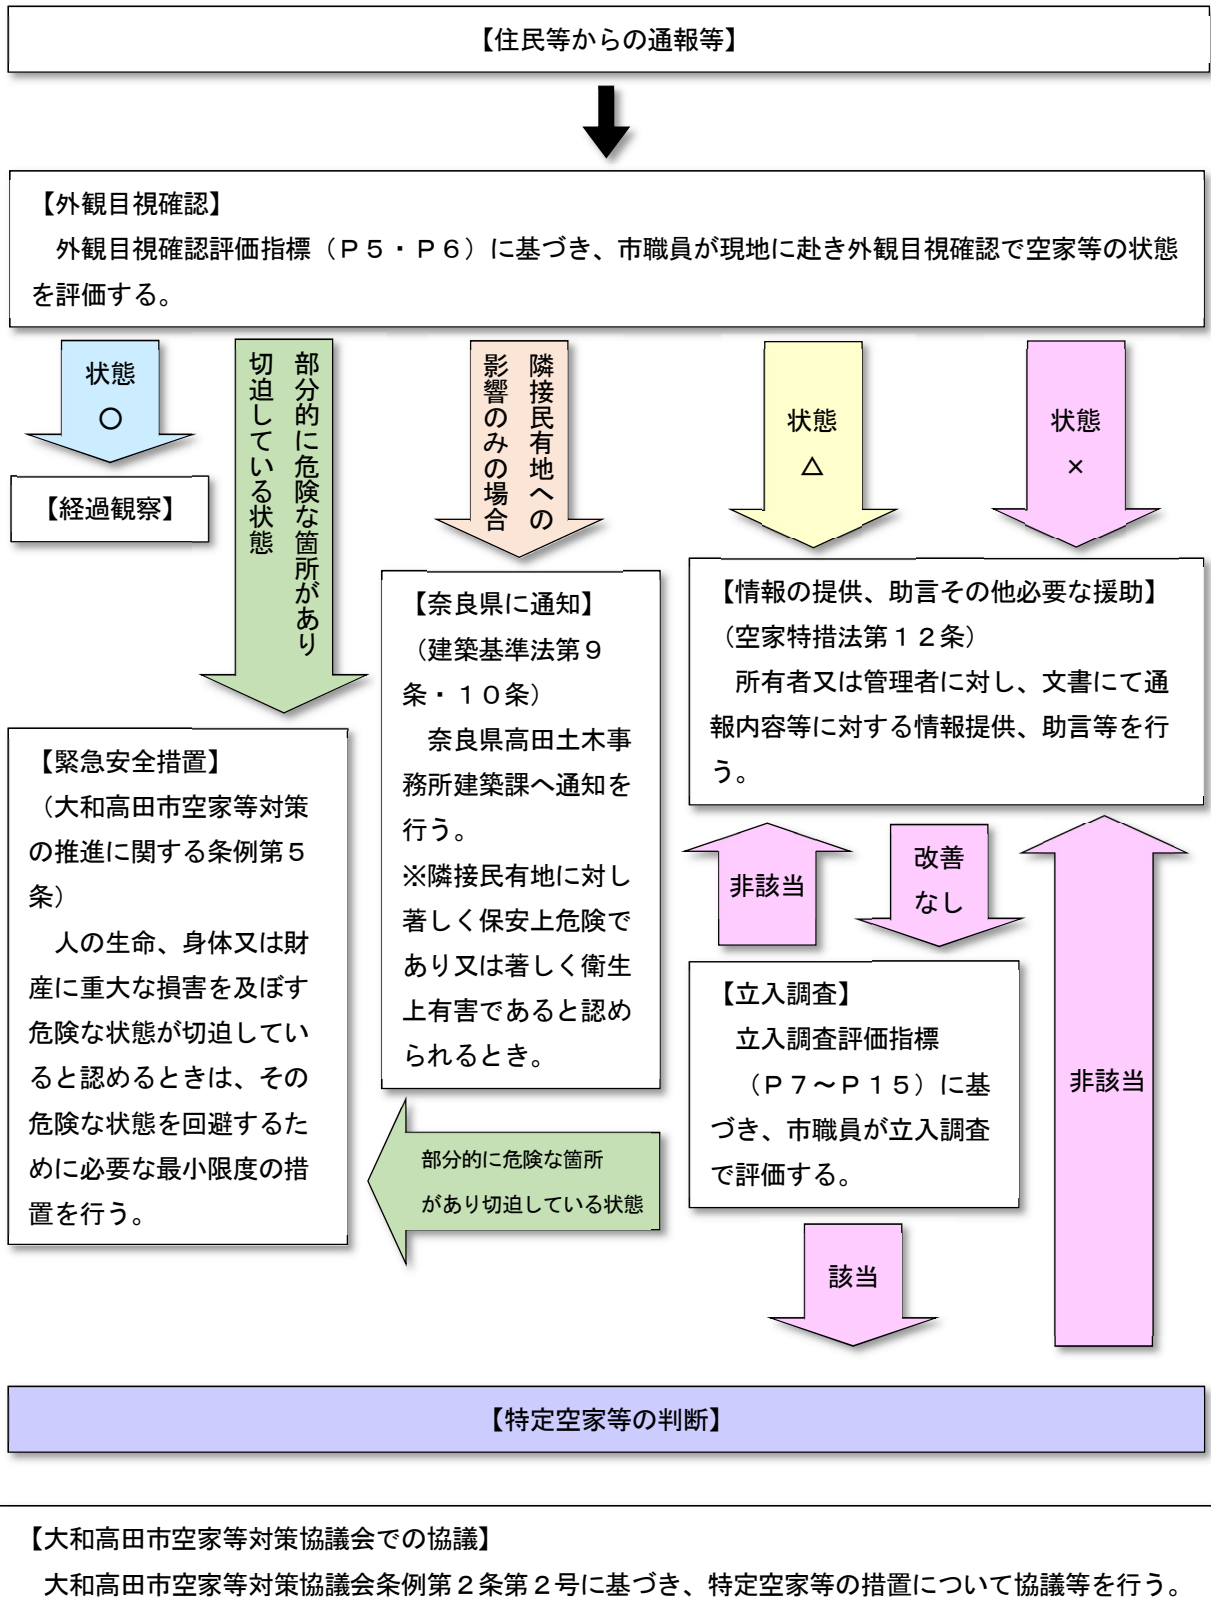 【住民等からの通報等】
【外観目視確認】
外観目視確認評価指標（Ｐ５・Ｐ６）に基づき、市職員が現地に赴き外観目視確認で空家等の状態
を評価する。
状態
〇
【経過観察】
部分的に危険な箇所があり
切迫している状態
隣接民有地への
影響のみの場合
状態
△
状態
×
【緊急安全措置】
（大和高田市空家等対策
の推進に関する条例第５
条）
人の生命、身体又は財
産に重大な損害を及ぼす
危険な状態が切迫してい
ると認めるときは、その
危険な状態を回避するた
めに必要な最小限度の措
置を行う。
【奈良県に通知】
（建築基準法第９
条・１０条）
奈良県高田土木事
務所建築課へ通知を
行う。
※隣接民有地に対し
著しく保安上危険で
あり又は著しく衛生
上有害であると認め
られるとき。
【情報の提供、助言その他必要な援助】
（空家特措法第１２条）
所有者又は管理者に対し、文書にて通
報内容等に対する情報提供、助言等を行
う。
非該当
改善
なし
【立入調査】
立入調査評価指標
（Ｐ７～Ｐ１５）に基
づき、市職員が立入調査
で評価する。
非該当
部分的に危険な箇所
があり切迫している状態
該当
【特定空家等の判断】
【大和高田市空家等対策協議会での協議】
大和高田市空家等対策協議会条例第２条第２号に基づき、特定空家等の措置について協議等を行う。